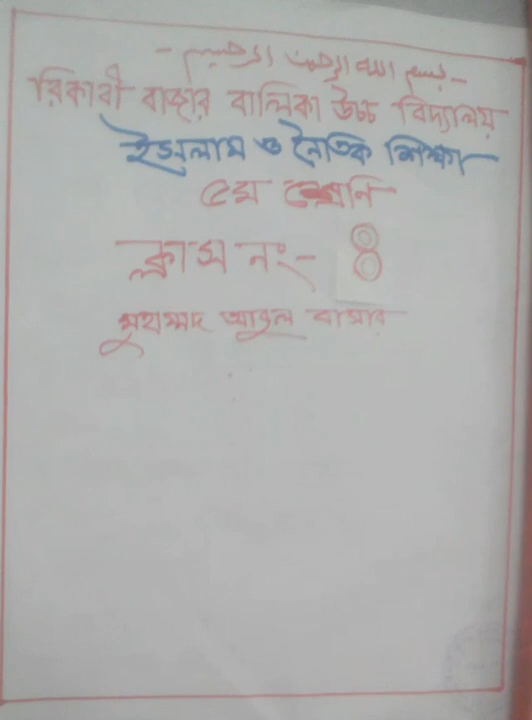 - بسم الله الرحمن الرحيم -
রিকাবী বাজার বালিকা উচ্চ বিদ্যালয়
ইসলাম ও নৈতিক শিক্ষা
৫ম শ্রেনি
ক্লাস নং:- ৪
মুহাম্মদ আবুল বাসার